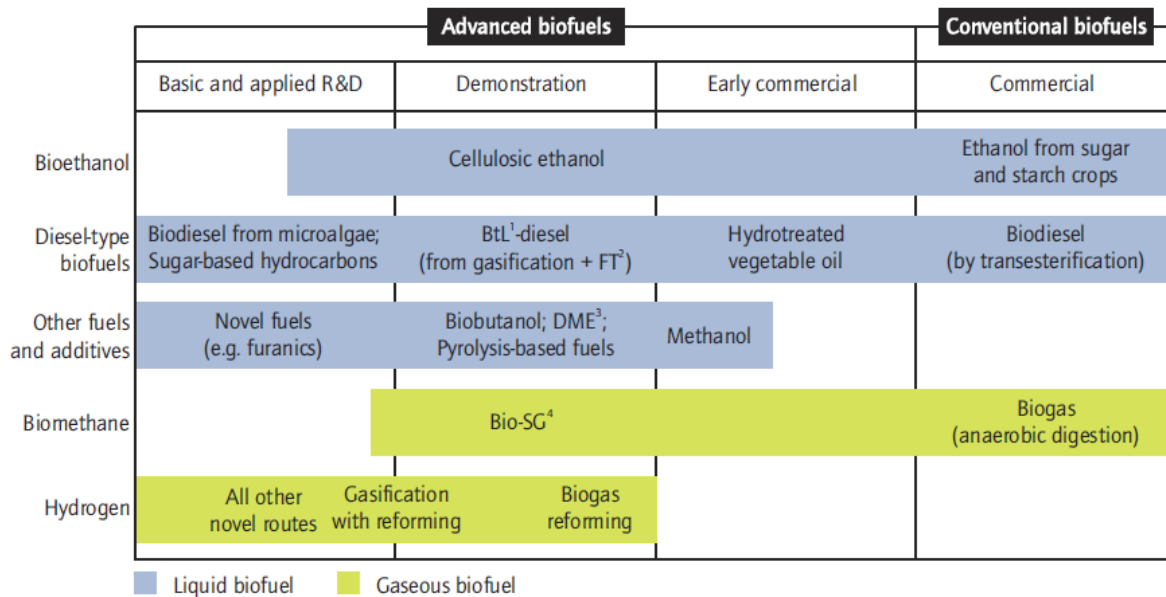 Advanced biofuels
Conventional biofuels
Basic and applied R&D
Demonstration
Early commercial
Commercial
Bioethanol
Cellulosic ethanol
Ethanol from sugar
and starch crops
Diesel-type
biofuels
Biodiesel from microalgae;
Sugar-based hydrocarbons
BtL¹-diesel
(from gasification + FT²)
Hydrotreated
vegetable oil
Biodiesel
(by transesterification)
Other fuels
and additives
Novel fuels
(e.g. furanics)
Biobutanol; DME³;
Pyrolysis-based fuels
Methanol
Biomethane
Bio-SG⁴
Biogas
(anaerobic digestion)
Hydrogen
All other
novel routes
Gasification
with reforming
Biogas
reforming
Liquid biofuel
Gaseous biofuel